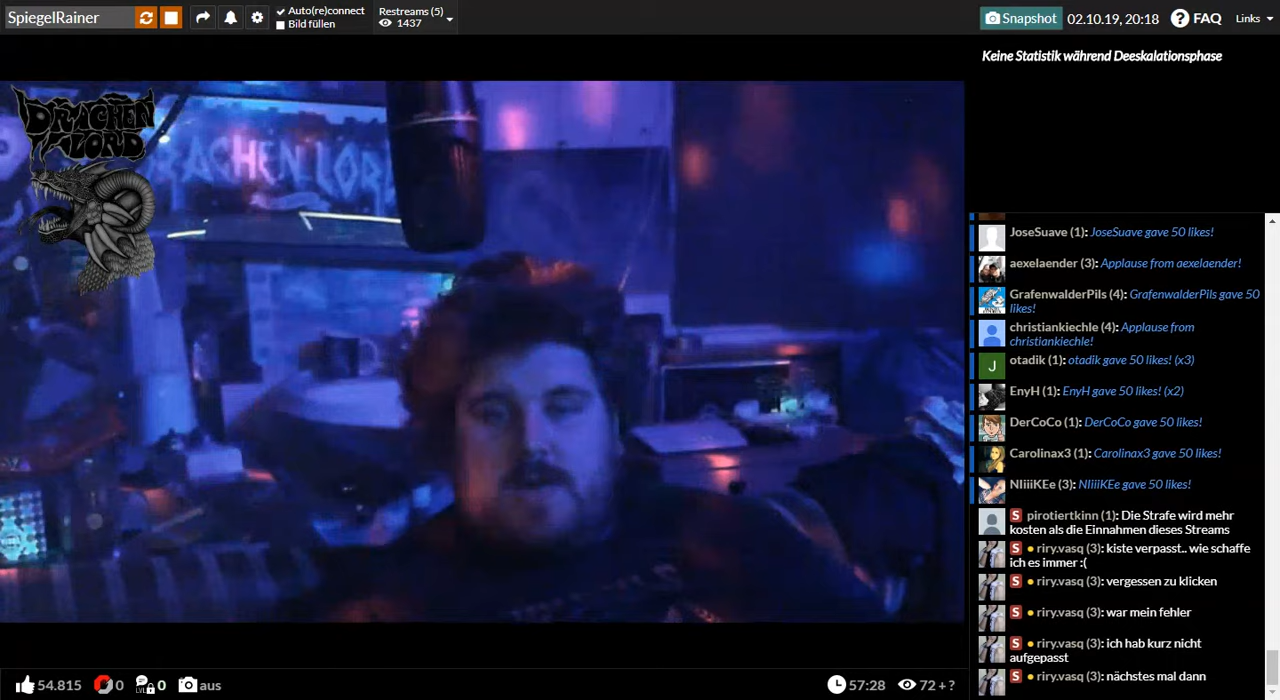 SpiegelRainer
Auto(re)connect
Bild füllen
Restreams (5)
1437
Snapshot
02.10.19, 20:18
FAQ
Links
Keine Statistik während Deeskalationsphase
DRACHEN
LORD
RACHEN LORD
JoseSuave (1): JoseSuave gave 50 likes!
aexelaender (3): Applause from aexelaender!
GrafenwalderPils (4): GrafenwalderPils gave 50
likes!
christiankiechle (4): Applause from
christiankiechle!
J
otadik (1): otadik gave 50 likes! (x3)
EnyH (1): EnyH gave 50 likes! (x2)
DerCoCo (1): DerCoCo gave 50 likes!
Carolinax3 (1): Carolinax3 gave 50 likes!
NIiiiKEe (3): NIiiiKEe gave 50 likes!
S pirotiertkinn (1): Die Strafe wird mehr
kosten als die Einnahmen dieses Streams
S riry.vasq (3): kiste verpasst.. wie schaffe
ich es immer :(
S riry.vasq (3): vergessen zu klicken
S riry.vasq (3): war mein fehler
S riry.vasq (3): ich hab kurz nicht
aufgepasst
S riry.vasq (3): nächstes mal dann
54.815
0
0
aus
57:28
72 + ?